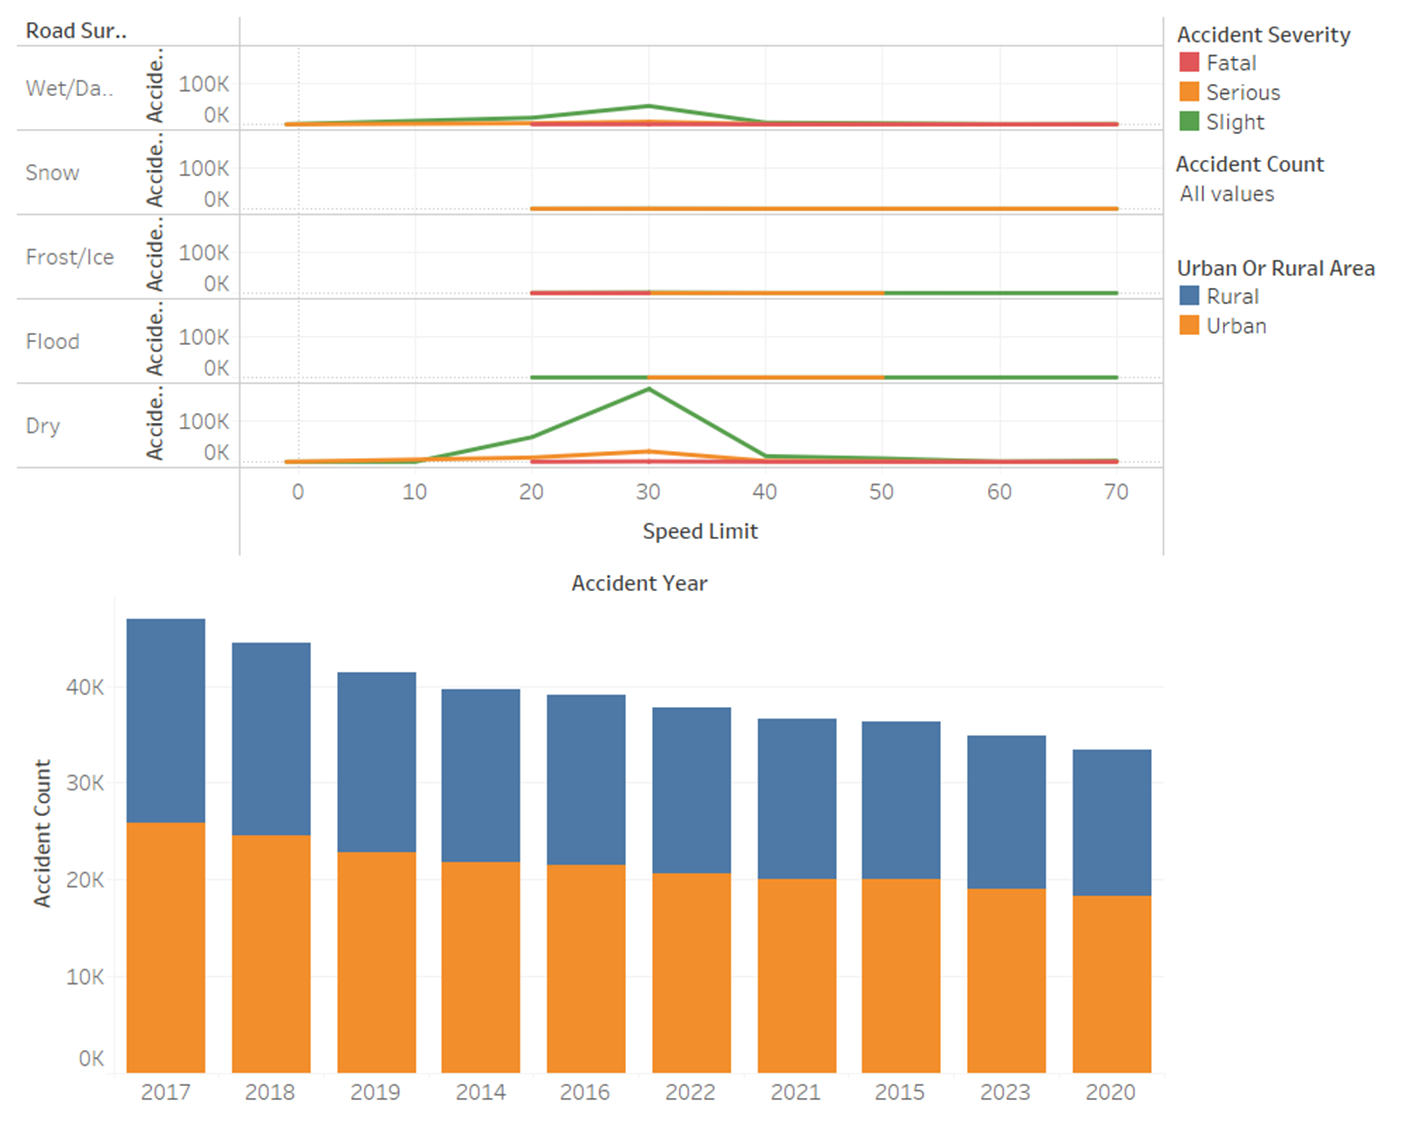 Road Sur..
Wet/Da..
Accide..
100K
0K
Snow
Accide..
100K
0K
Frost/Ice
Accide..
100K
0K
Flood
Accide..
100K
0K
Dry
Accide..
100K
0K
0 10 20 30 40 50 60 70
Speed Limit
Accident Severity
Fatal
Serious
Slight
Accident Count
All values
Urban Or Rural Area
Rural
Urban
Accident Year
Accident Count
40K
30K
20K
10K
0K
2017 2018 2019 2014 2016 2022 2021 2015 2023 2020